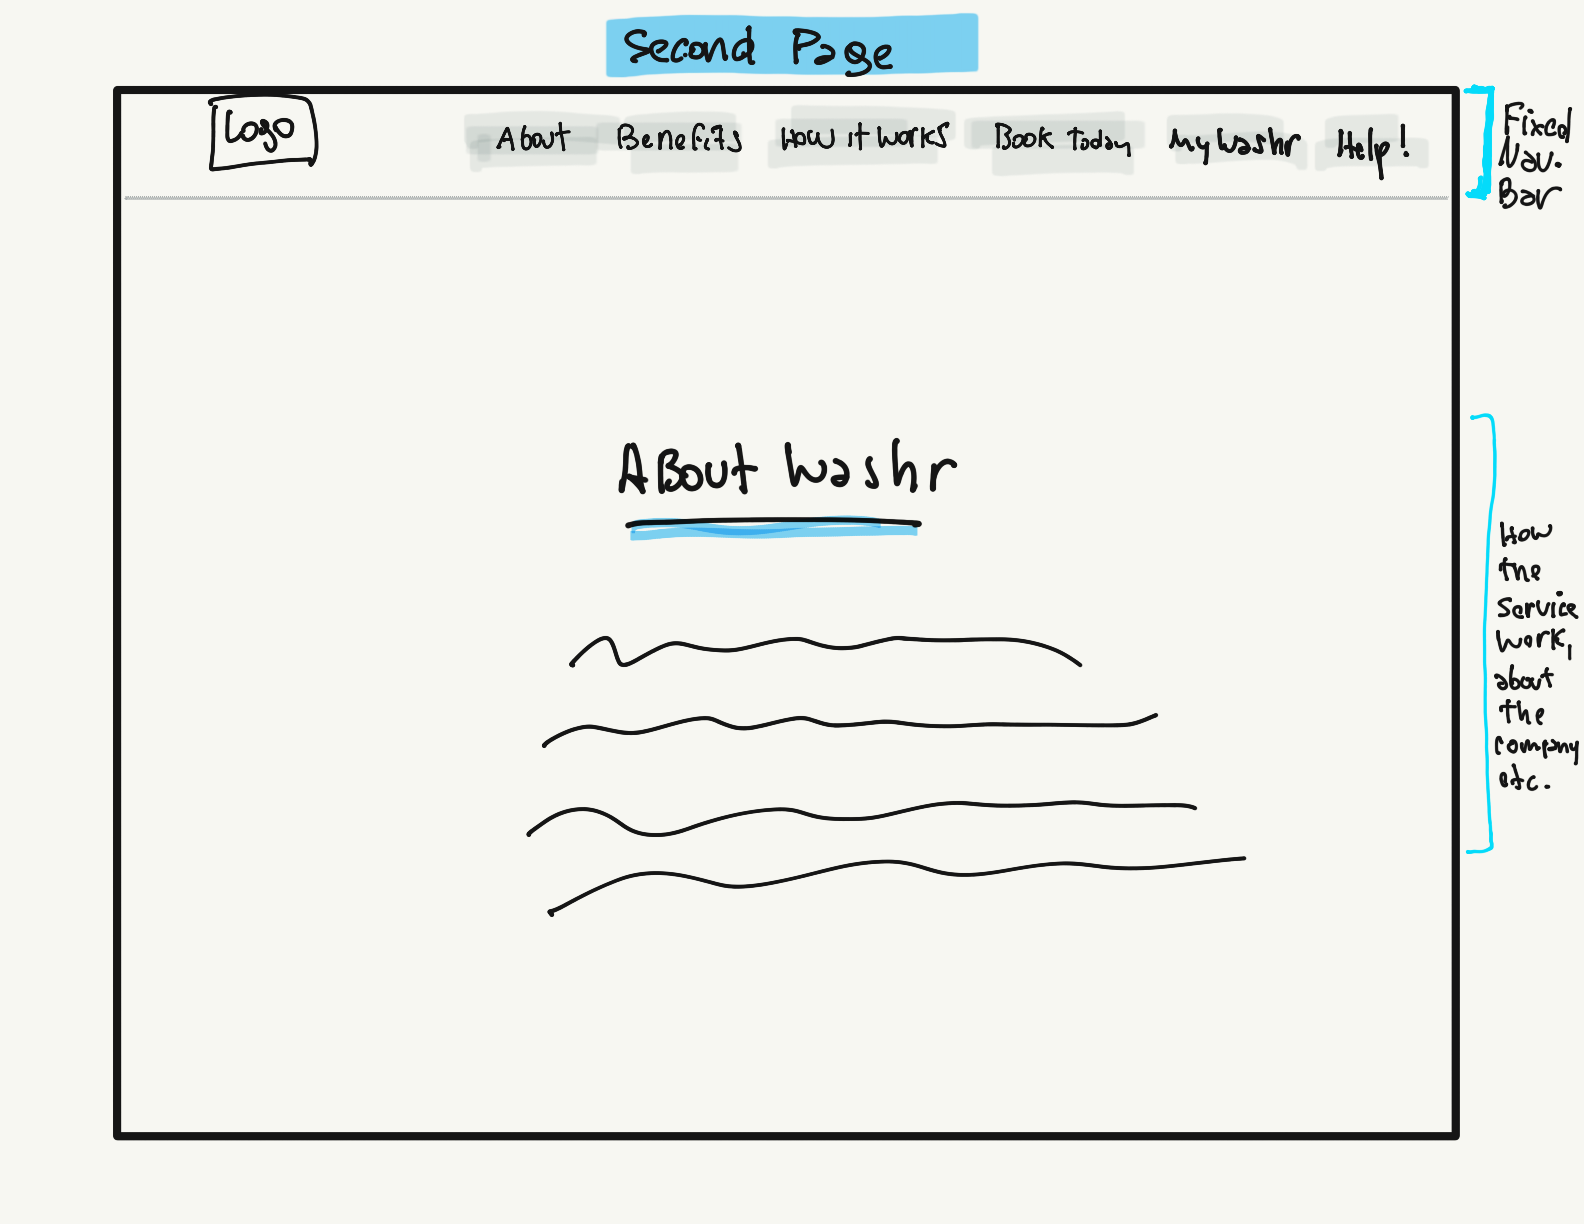 Second Page
Logo
About Benefits How it works Book Today My Washr Help!
Fixed
Nav.
Bar
About Washr
How
the
service
work,
about
the
company
etc.